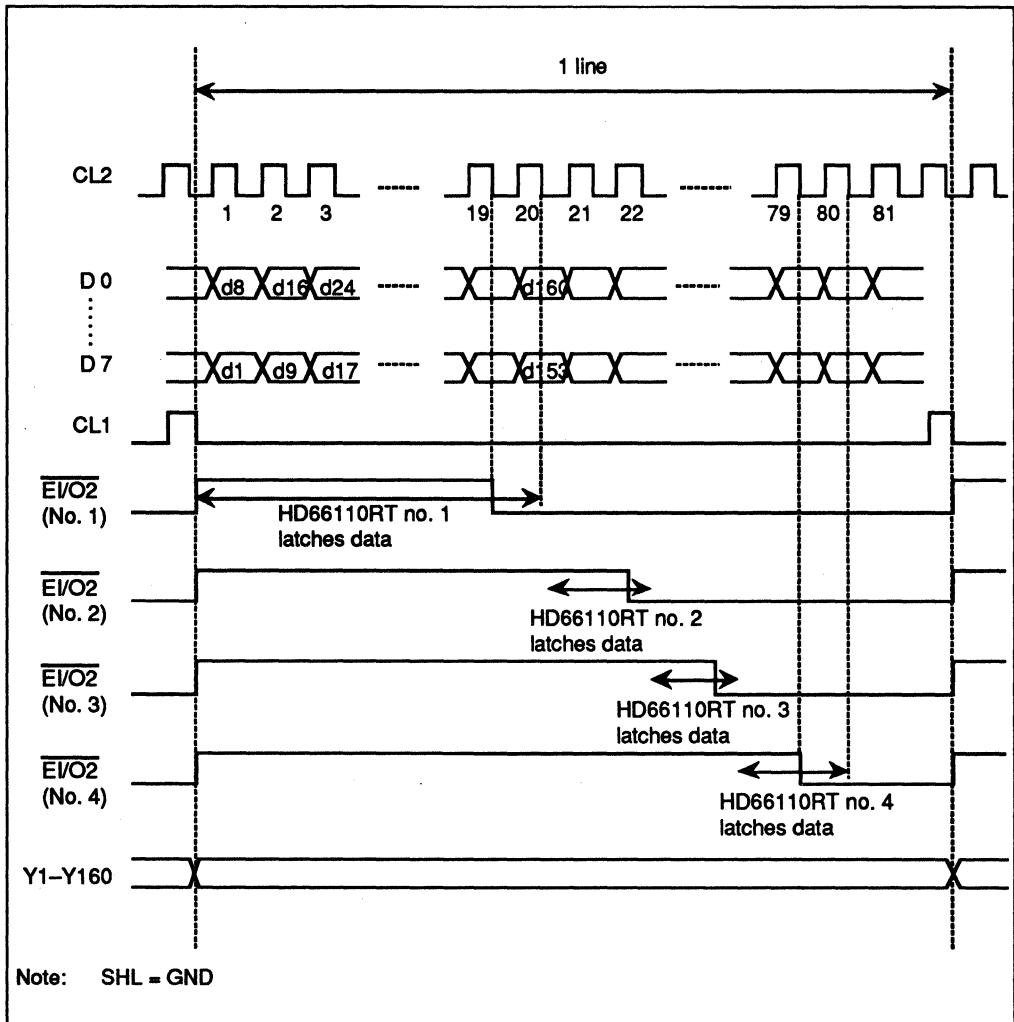 1 line
CL2
1 2 3 19 20 21 22 79 80 81
D 0
d8 d16 d24 d160
D 7
d1 d9 d17 d153
CL1
EI/O2
(No. 1)
HD66110RT no. 1
latches data
EI/O2
(No. 2)
HD66110RT no. 2
latches data
EI/O2
(No. 3)
HD66110RT no. 3
latches data
EI/O2
(No. 4)
HD66110RT no. 4
latches data
Y1–Y160
Note: SHL = GND